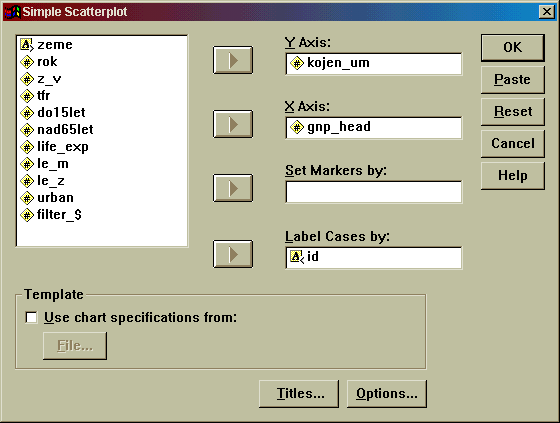 Simple Scatterplot
zeme
rok
z_v
tfr
do15let
nad65let
life_exp
le_m
le_z
urban
filter_$
Y Axis:
kojen_um
X Axis:
gnp_head
Set Markers by:
Label Cases by:
id
OK
Paste
Reset
Cancel
Help
Template
Use chart specifications from:
File...
Titles...
Options...